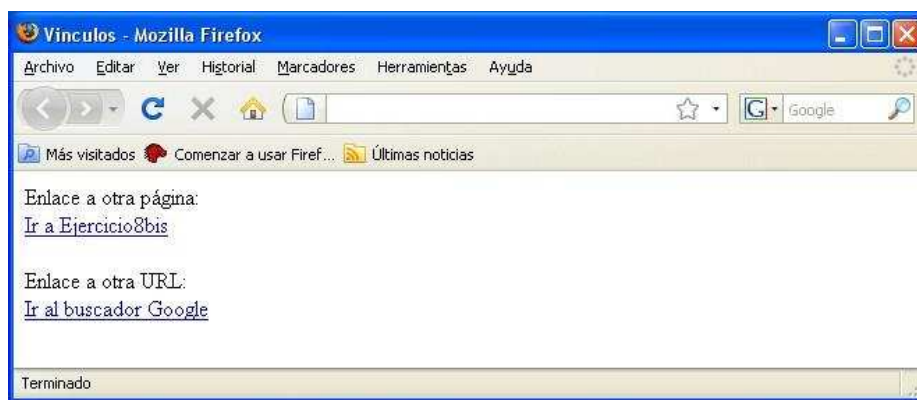 Vinculos - Mozilla Firefox
Archivo Editar Ver Historial Marcadores Herramientas Ayuda
G Google
Más visitados Comenzar a usar Firef... Últimas noticias
Enlace a otra página:
Ir a Ejercicio8bis
Enlace a otra URL:
Ir al buscador Google
Terminado